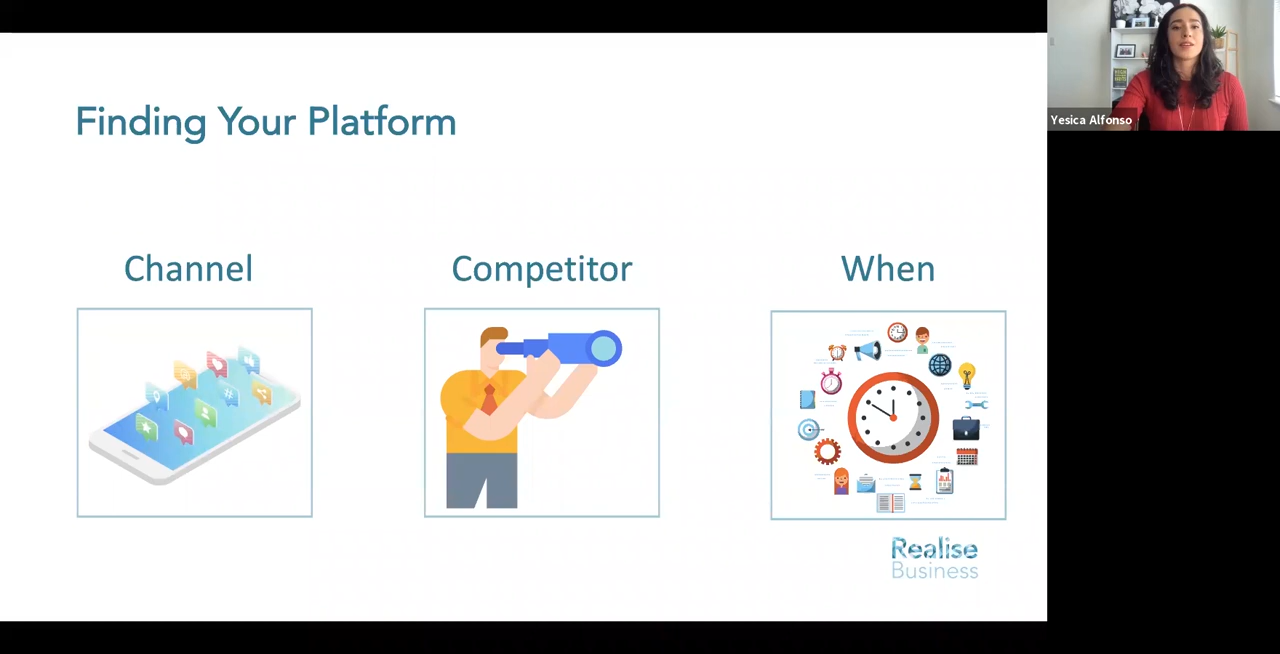 Finding Your Platform
Channel
Competitor
When
Realise
Business
Yesica Alfonso